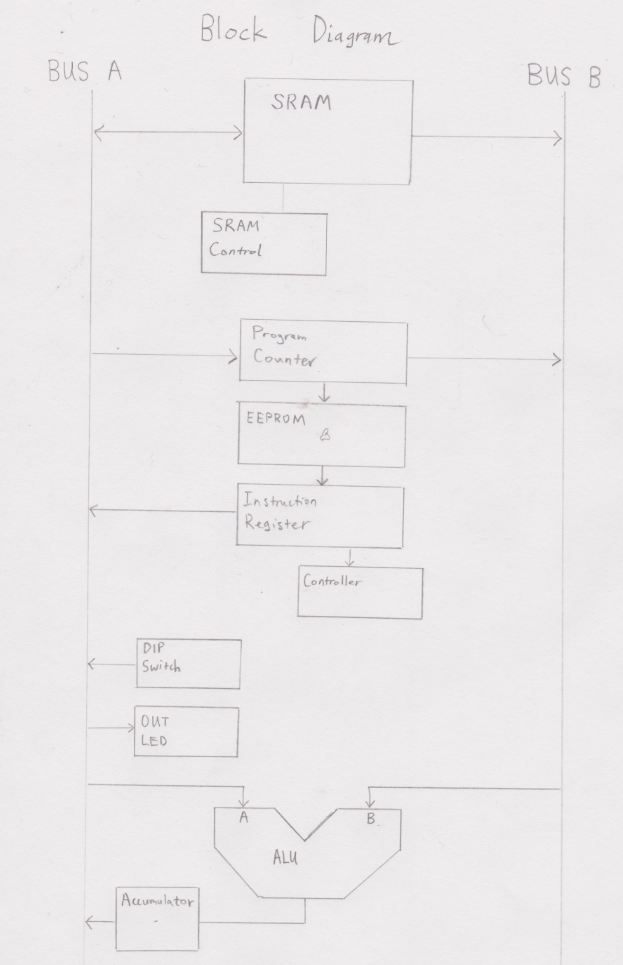 Block Diagram
BUS A
BUS B
SRAM
SRAM
Control
Program
Counter
EEPROM
Instruction
Register
Controller
DIP
Switch
OUT
LED
A
B
ALU
Accumulator